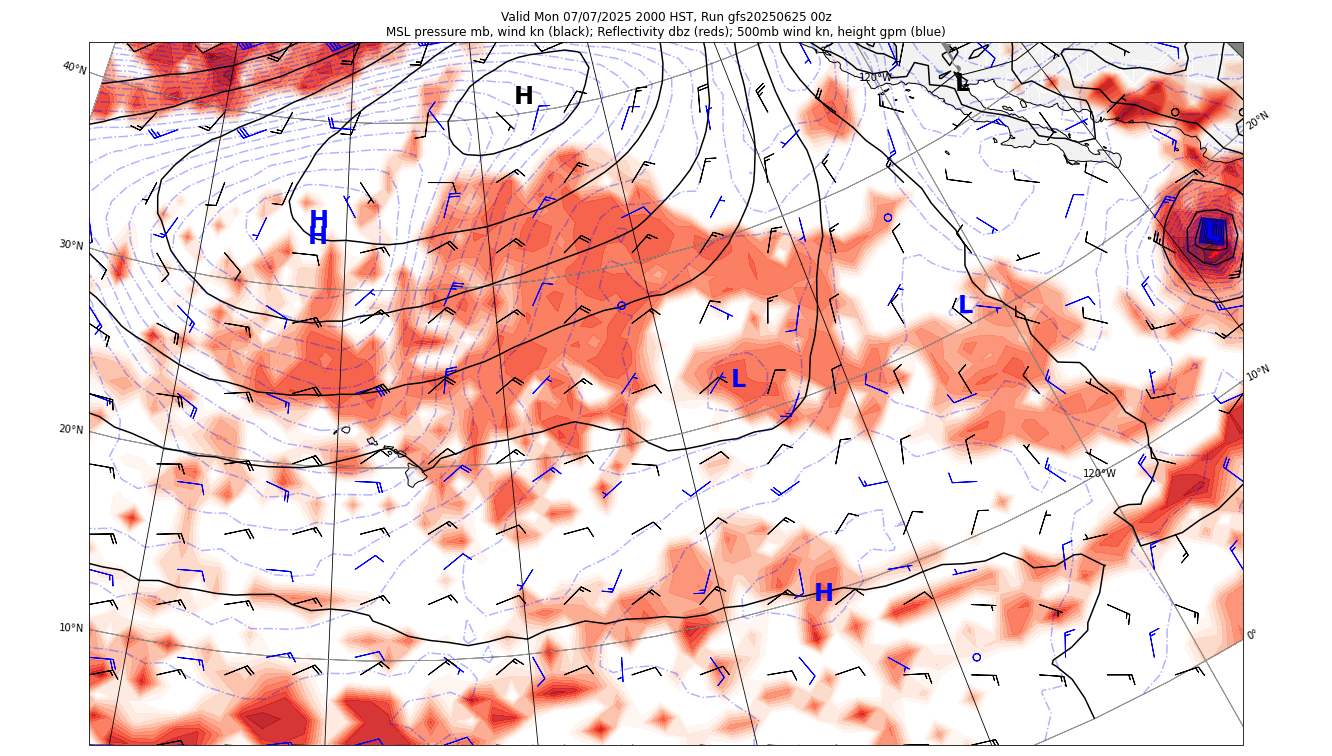 Valid Mon 07/07/2025 2000 HST, Run gfs20250625 00z
MSL pressure mb, wind kn (black); Reflectivity dbz (reds); 500mb wind kn, height gpm (blue)
40°N
120°W
L
H
20°N
H
H
L
30°N
L
L
10°N
20°N
120°W
H
10°N
0°